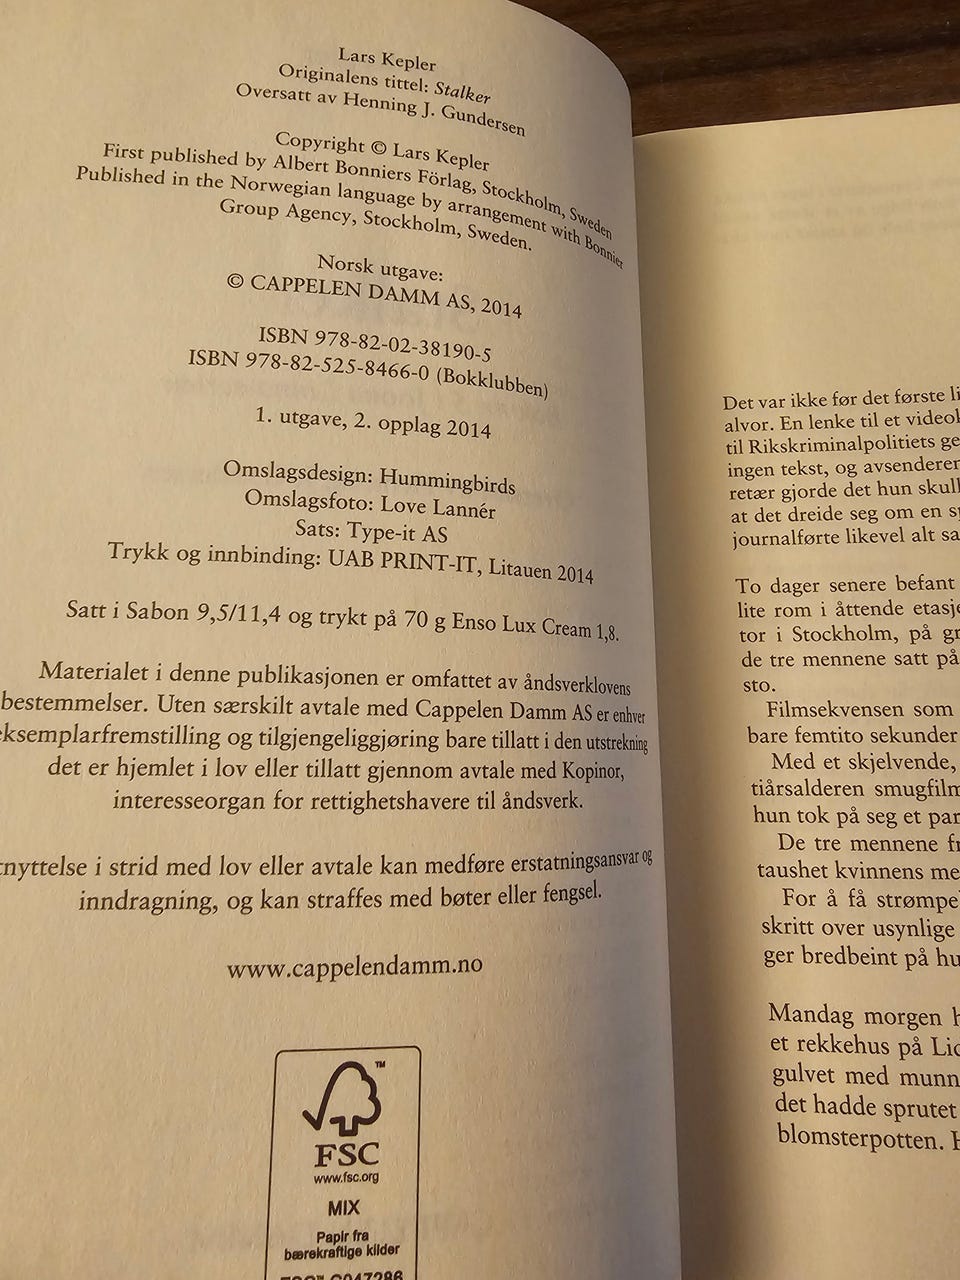 Lars Kepler
Originalens tittel: Stalker
Oversatt av Henning J. Gundersen
Copyright © Lars Kepler
First published by Albert Bonniers Förlag, Stockholm, Sweden
Published in the Norwegian language by arrangement with Bonnier
Group Agency, Stockholm, Sweden.
Norsk utgave:
© CAPPELEN DAMM AS, 2014
ISBN 978-82-02-38190-5
ISBN 978-82-525-8466-0 (Bokklubben)
1. utgave, 2. opplag 2014
Omslagsdesign: Hummingbirds
Omslagsfoto: Love Lannér
Sats: Type-it AS
Trykk og innbinding: UAB PRINT-IT, Litauen 2014
Satt i Sabon 9,5/11,4 og trykt på 70 g Enso Lux Cream 1,8.
Materialet i denne publikasjonen er omfattet av åndsverklovens
bestemmelser. Uten særskilt avtale med Cappelen Damm AS er enhver
eksemplarfremstilling og tilgjengeliggjøring bare tillatt i den utstrekning
det er hjemlet i lov eller tillatt gjennom avtale med Kopinor,
interesseorgan for rettighetshavere til åndsverk.
tnyttelse i strid med lov eller avtale kan medføre erstatningsansvar og
inndragning, og kan straffes med bøter eller fengsel.
www.cappelendamm.no
™
FSC
www.fsc.org
MIX
Papir fra
bærekraftige kilder
FSC™ C047286
Det var ikke før det første li
alvor. En lenke til et videok
til Rikskriminalpolitiets ge
ingen tekst, og avsenderen
retær gjorde det hun skull
at det dreide seg om en sp
journalførte likevel alt sa
To dager senere befant
lite rom i åttende etasje
tor i Stockholm, på gr
de tre mennene satt på
sto.
Filmsekvensen som
bare femtito sekunder
Med et skjelvende,
tiårsalderen smugfilm
hun tok på seg et par
De tre mennene fr
taushet kvinnens me
For å få strømpe
skritt over usynlige
ger bredbeint på hu
Mandag morgen h
et rekkehus på Lid
gulvet med munn
det hadde sprutet
blomsterpotten. H